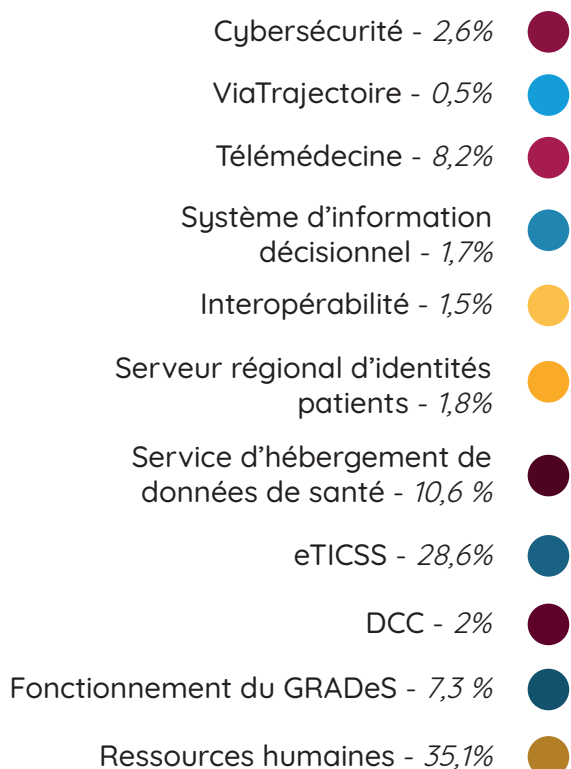 Cybersécurité - 2,6%
ViaTrajectoire - 0,5%
Télémédecine - 8,2%
Système d’information
décisionnel - 1,7%
Interopérabilité - 1,5%
Serveur régional d’identités
patients - 1,8%
Service d’hébergement de
données de santé - 10,6 %
eTICSS - 28,6%
DCC - 2%
Fonctionnement du GRADeS - 7,3 %
Ressources humaines - 35,1%